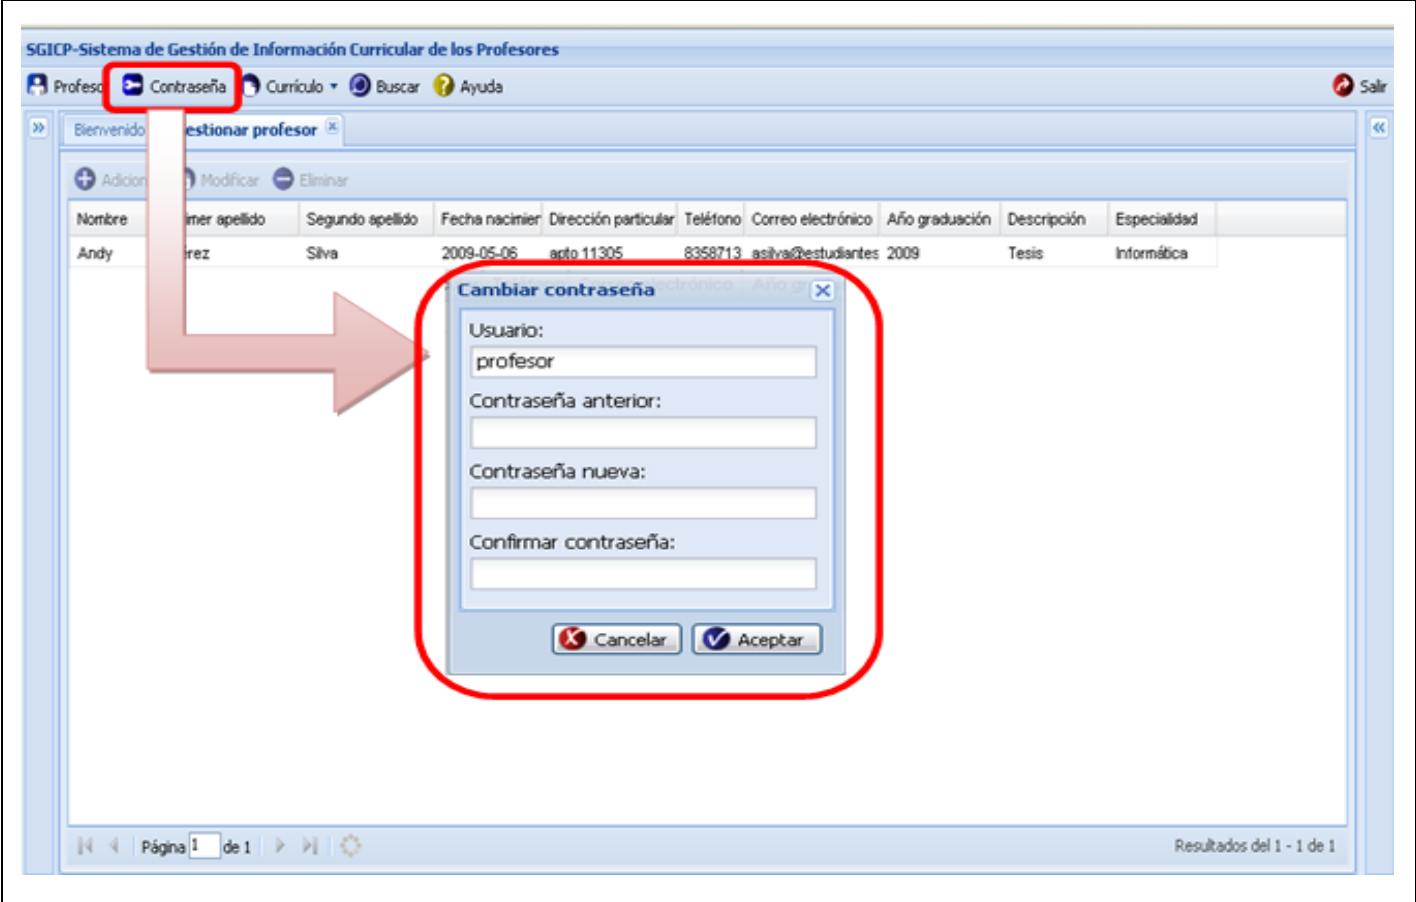 SGICP-Sistema de Gestión de Información Curricular de los Profesores
Contraseña Currículo Buscar Ayuda Salir
Bienvenido profesor
Modificar Eliminar
Nombre apellido Segundo apellido Fecha Dirección particular Teléfono Correo electrónico Año graduación Descripción Especialidad
Andy Silva 2009-05-06 apto 11305 8358713 asilva@estudiantes 2009 Tesis Informática
Cambiar contraseña
Usuario:
profesor
Contraseña anterior:
Contraseña nueva:
Confirmar contraseña:
Cancelar Aceptar
Página 1 de 1 Resultados del 1 - 1 de 1